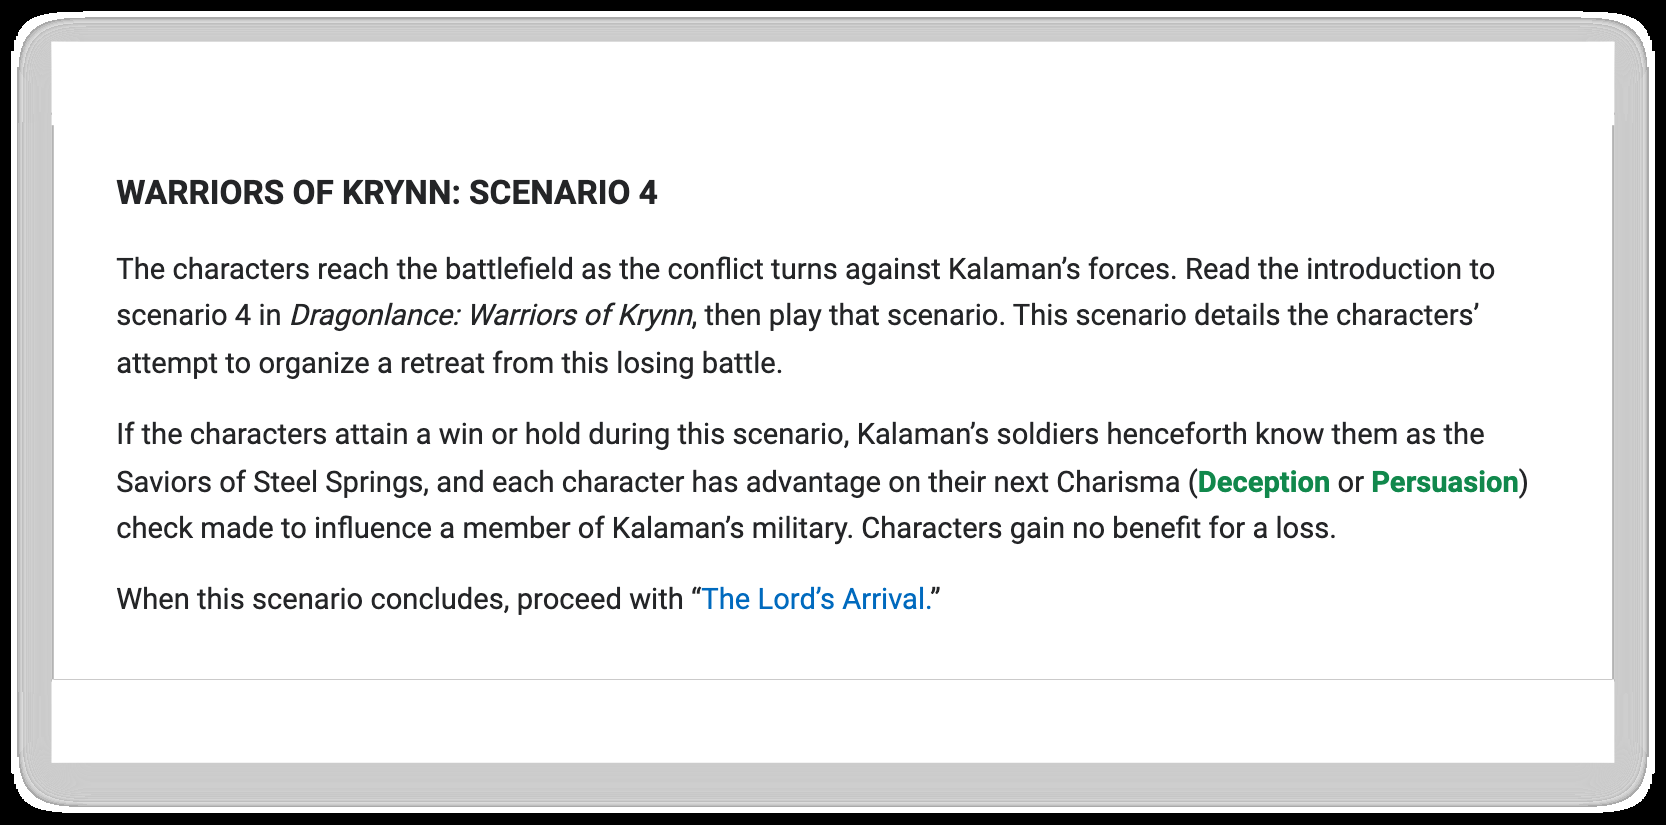 WARRIORS OF KRYNN: SCENARIO 4
The characters reach the battlefield as the conflict turns against Kalaman’s forces. Read the introduction to
scenario 4 in Dragonlance: Warriors of Krynn, then play that scenario. This scenario details the characters’
attempt to organize a retreat from this losing battle.
If the characters attain a win or hold during this scenario, Kalaman’s soldiers henceforth know them as the
Saviors of Steel Springs, and each character has advantage on their next Charisma (Deception or Persuasion)
check made to influence a member of Kalaman’s military. Characters gain no benefit for a loss.
When this scenario concludes, proceed with “The Lord’s Arrival.”